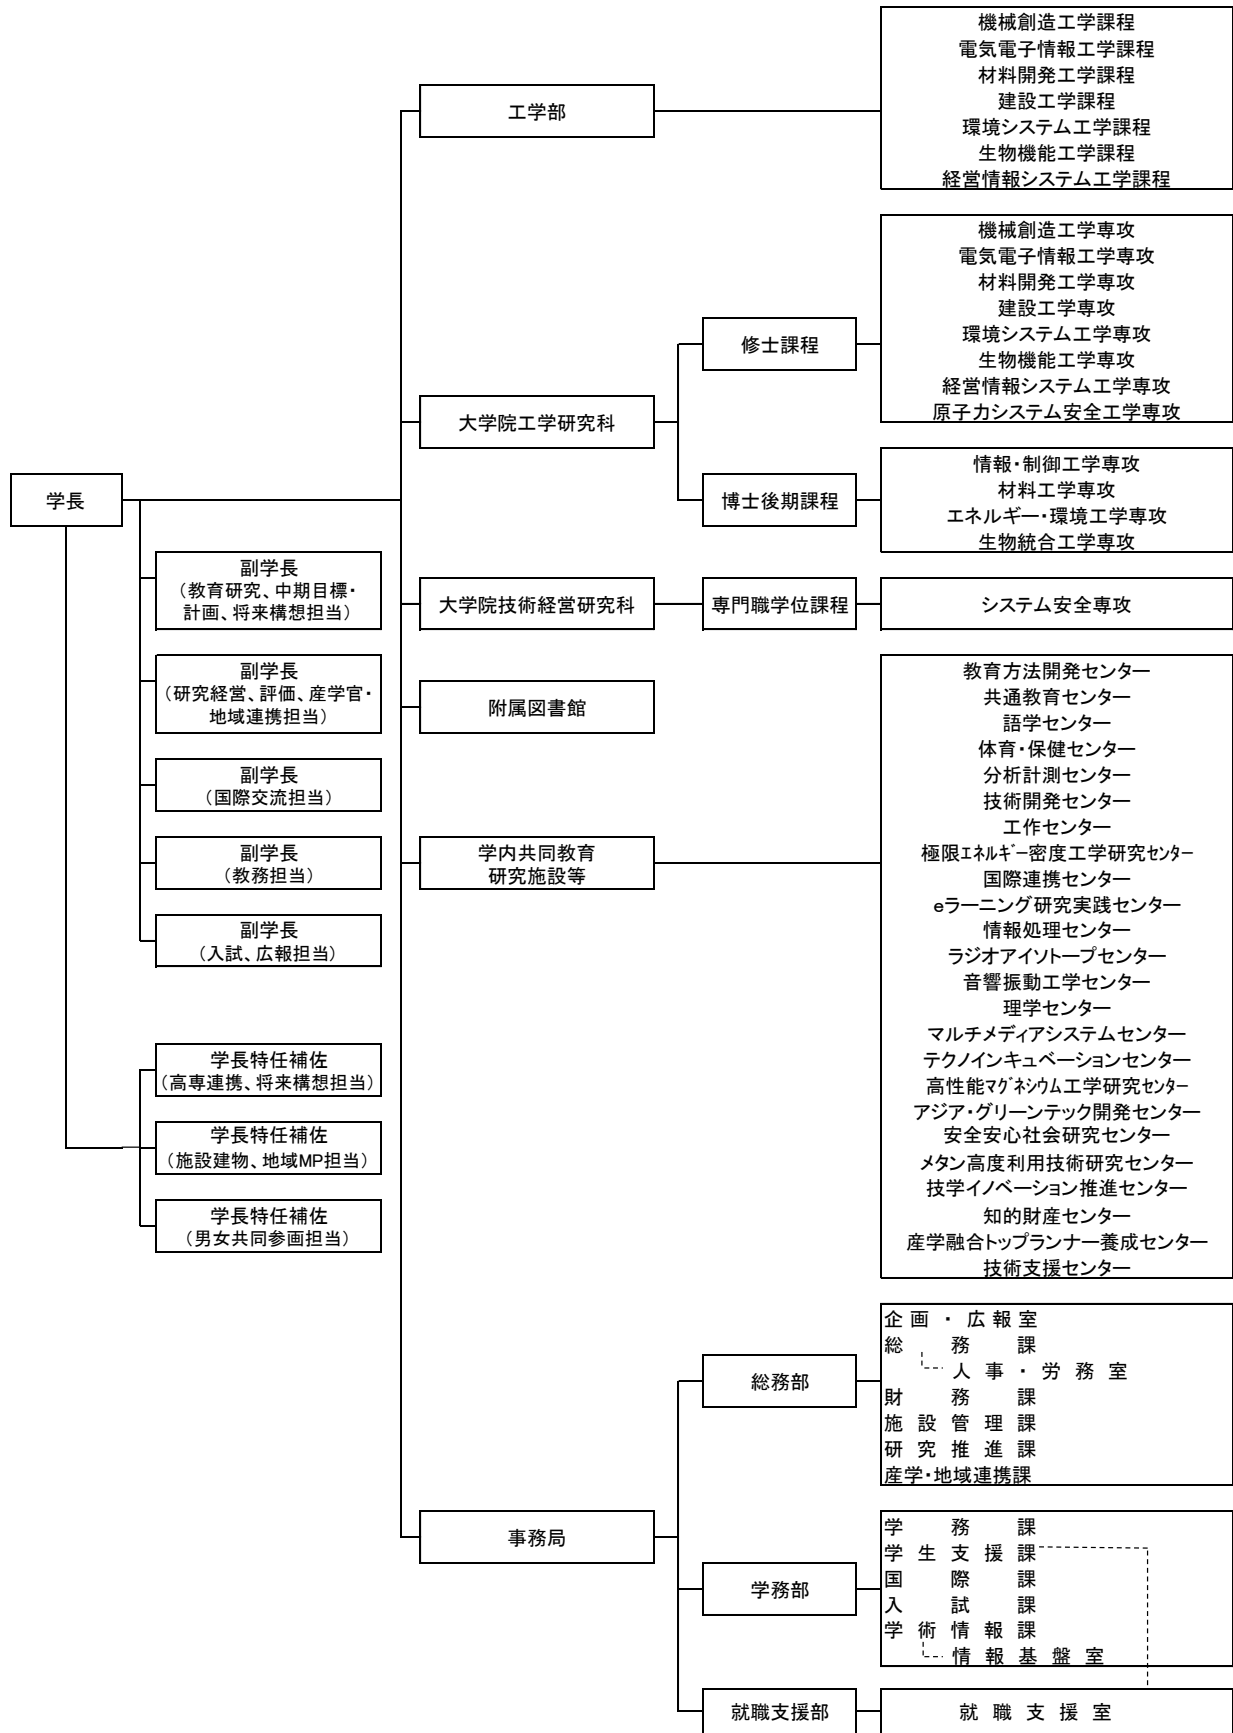 学長
副学長
（教育研究、中期目標・
計画、将来構想担当）
副学長
（研究経営、評価、産学官・
地域連携担当）
副学長
（国際交流担当）
副学長
（教務担当）
副学長
（入試、広報担当）
学長特任補佐
（高専連携、将来構想担当）
学長特任補佐
（施設建物、地域MP担当）
学長特任補佐
（男女共同参画担当）
工学部
機械創造工学課程
電気電子情報工学課程
材料開発工学課程
建設工学課程
環境システム工学課程
生物機能工学課程
経営情報システム工学課程
大学院工学研究科
修士課程
機械創造工学専攻
電気電子情報工学専攻
材料開発工学専攻
建設工学専攻
環境システム工学専攻
生物機能工学専攻
経営情報システム工学専攻
原子力システム安全工学専攻
博士後期課程
情報・制御工学専攻
材料工学専攻
エネルギー・環境工学専攻
生物統合工学専攻
大学院技術経営研究科
専門職学位課程
システム安全専攻
附属図書館
学内共同教育
研究施設等
教育方法開発センター
共通教育センター
語学センター
体育・保健センター
分析計測センター
技術開発センター
工作センター
極限ｴﾈﾙｷﾞｰ密度工学研究ｾﾝﾀｰ
国際連携センター
eラーニング研究実践センター
情報処理センター
ラジオアイソトープセンター
音響振動工学センター
理学センター
マルチメディアシステムセンター
テクノインキュベーションセンター
高性能ﾏｸﾞﾈｼｳﾑ工学研究ｾﾝﾀｰ
アジア・グリーンテック開発センター
安全安心社会研究センター
メタン高度利用技術研究センター
技学イノベーション推進センター
知的財産センター
産学融合トップランナー養成センター
技術支援センター
事務局
総務部
企画・広報室
総務課
人事・労務室
財務課
施設管理課
研究推進課
産学・地域連携課
学務部
学務課
学生支援課
国際課
入試課
学術情報課
情報基盤室
就職支援部
就職支援室